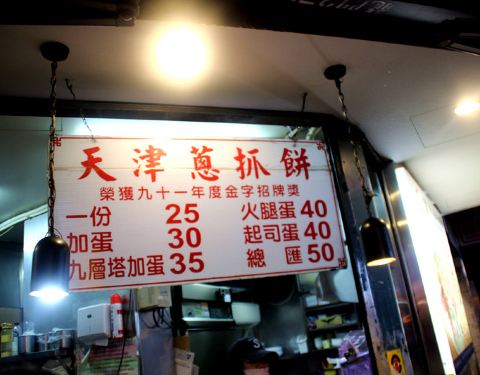 天津蔥抓餅
榮獲九十一年度金字招牌獎
一份 25 火腿蛋 40
加蛋 30 起司蛋 40
九層塔加蛋 35 總匯 50